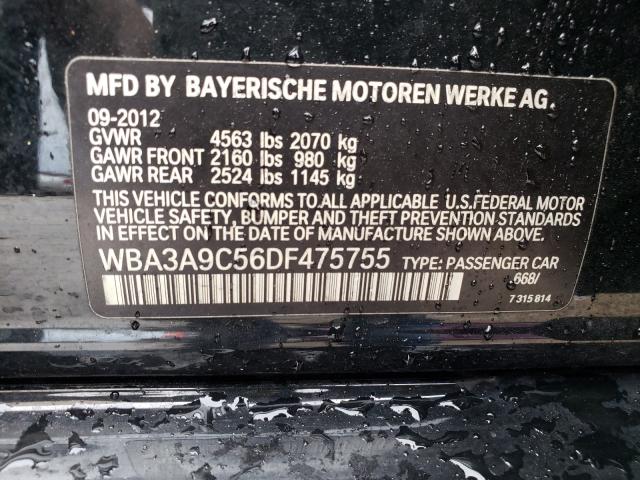 MFD BY BAYERISCHE MOTOREN WERKE AG.
09-2012
GVWR 4563 lbs 2070 kg
GAWR FRONT 2160 lbs 980 kg
GAWR REAR 2524 lbs 1145 kg
THIS VEHICLE CONFORMS TO ALL APPLICABLE U.S.FEDERAL MOTOR
VEHICLE SAFETY, BUMPER AND THEFT PREVENTION STANDARDS
IN EFFECT ON THE DATE OF MANUFACTURE SHOWN ABOVE.
WBA3A9C56DF475755 TYPE: PASSENGER CAR
668/
7 315 814